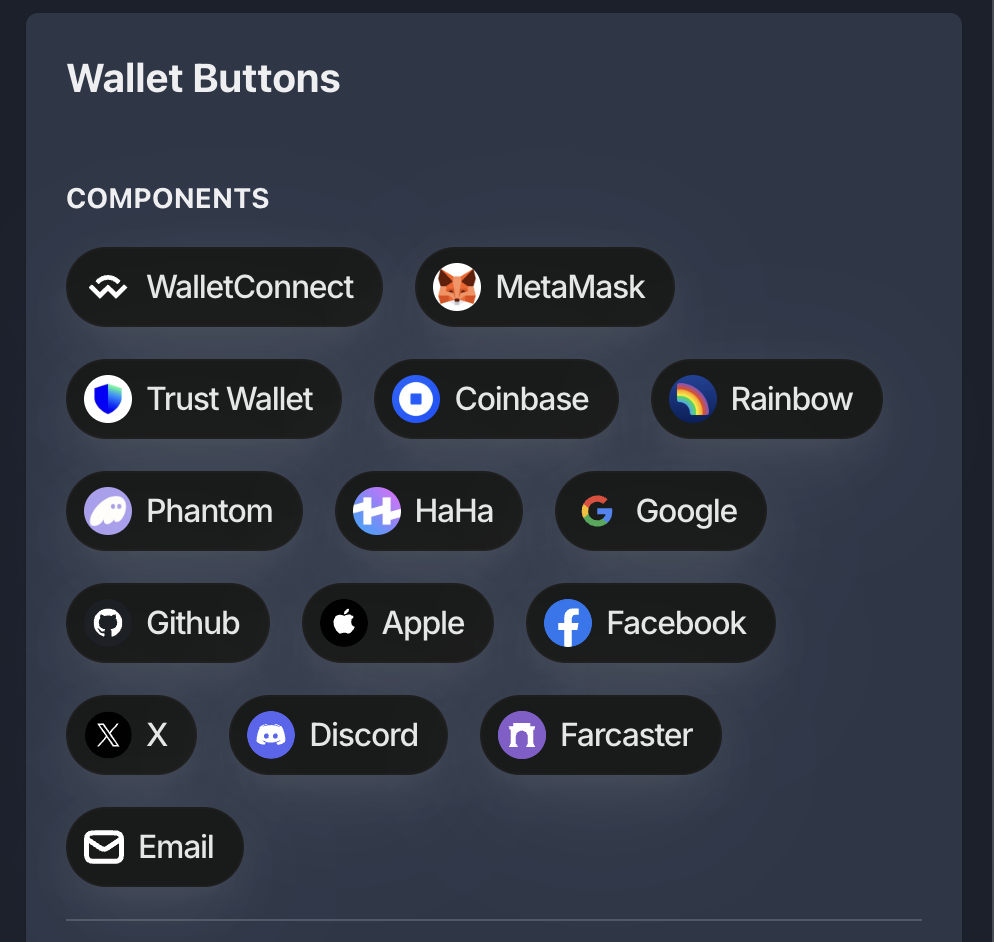 Wallet Buttons
COMPONENTS
WalletConnect MetaMask
Trust Wallet Coinbase Rainbow
Phantom HaHa Google
Github Apple Facebook
X Discord Farcaster
Email